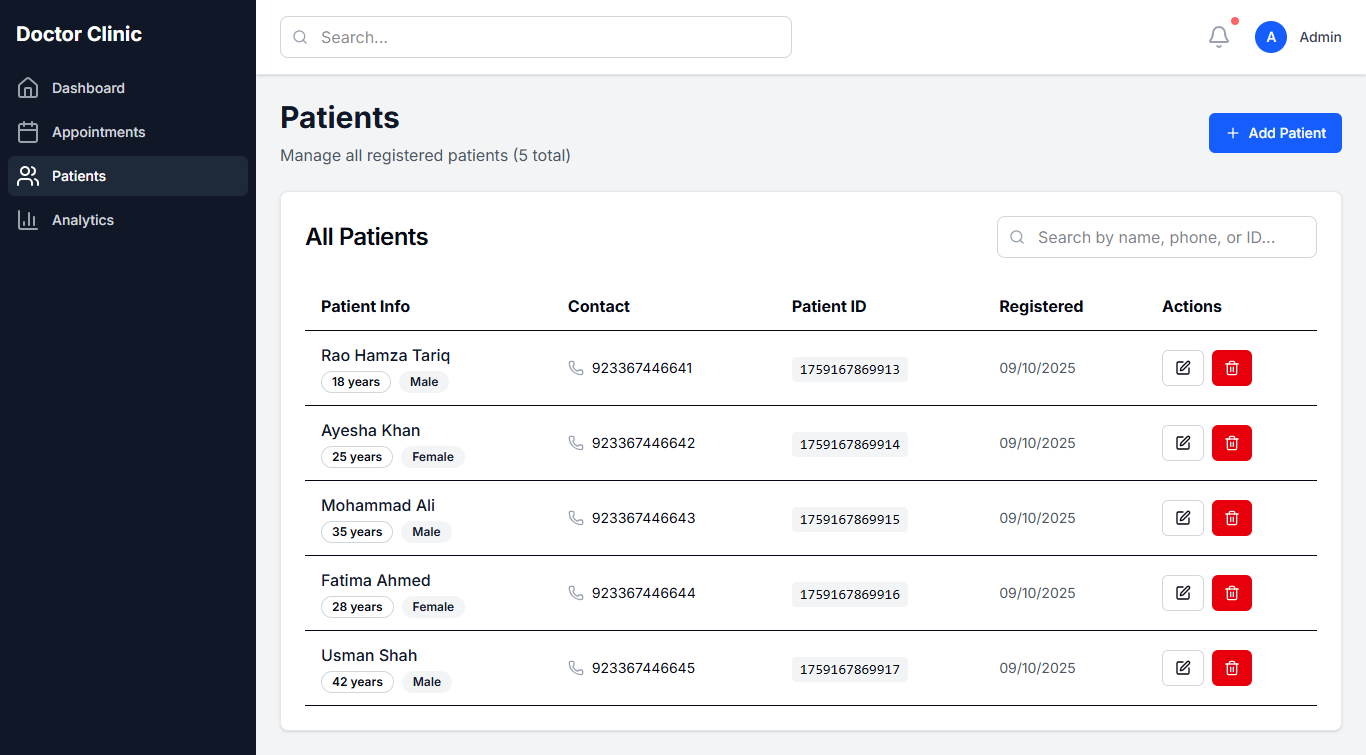 Doctor Clinic
Search...
A Admin
Dashboard
Appointments
Patients
Analytics
Patients
Manage all registered patients (5 total)
+ Add Patient
All Patients
Search by name, phone, or ID...
Patient Info Contact Patient ID Registered Actions
Rao Hamza Tariq
18 years Male 923367446641 1759167869913 09/10/2025
Ayesha Khan
25 years Female 923367446642 1759167869914 09/10/2025
Mohammad Ali
35 years Male 923367446643 1759167869915 09/10/2025
Fatima Ahmed
28 years Female 923367446644 1759167869916 09/10/2025
Usman Shah
42 years Male 923367446645 1759167869917 09/10/2025